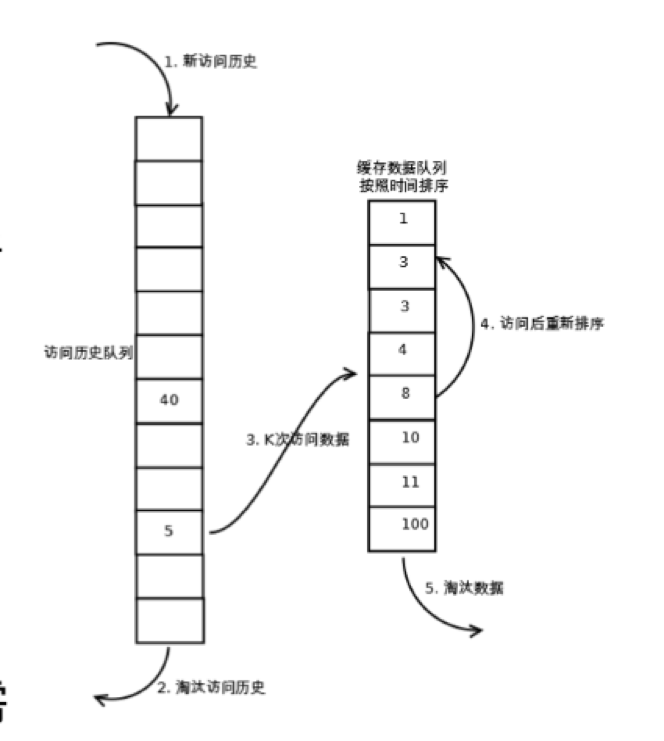 1. 新访问历史
缓存数据队列
按照时间排序
1
3
3
4
8
10
11
100
4. 访问后重新排序
访问历史队列
40
3. K次访问数据
5
5. 淘汰数据
2. 淘汰访问历史